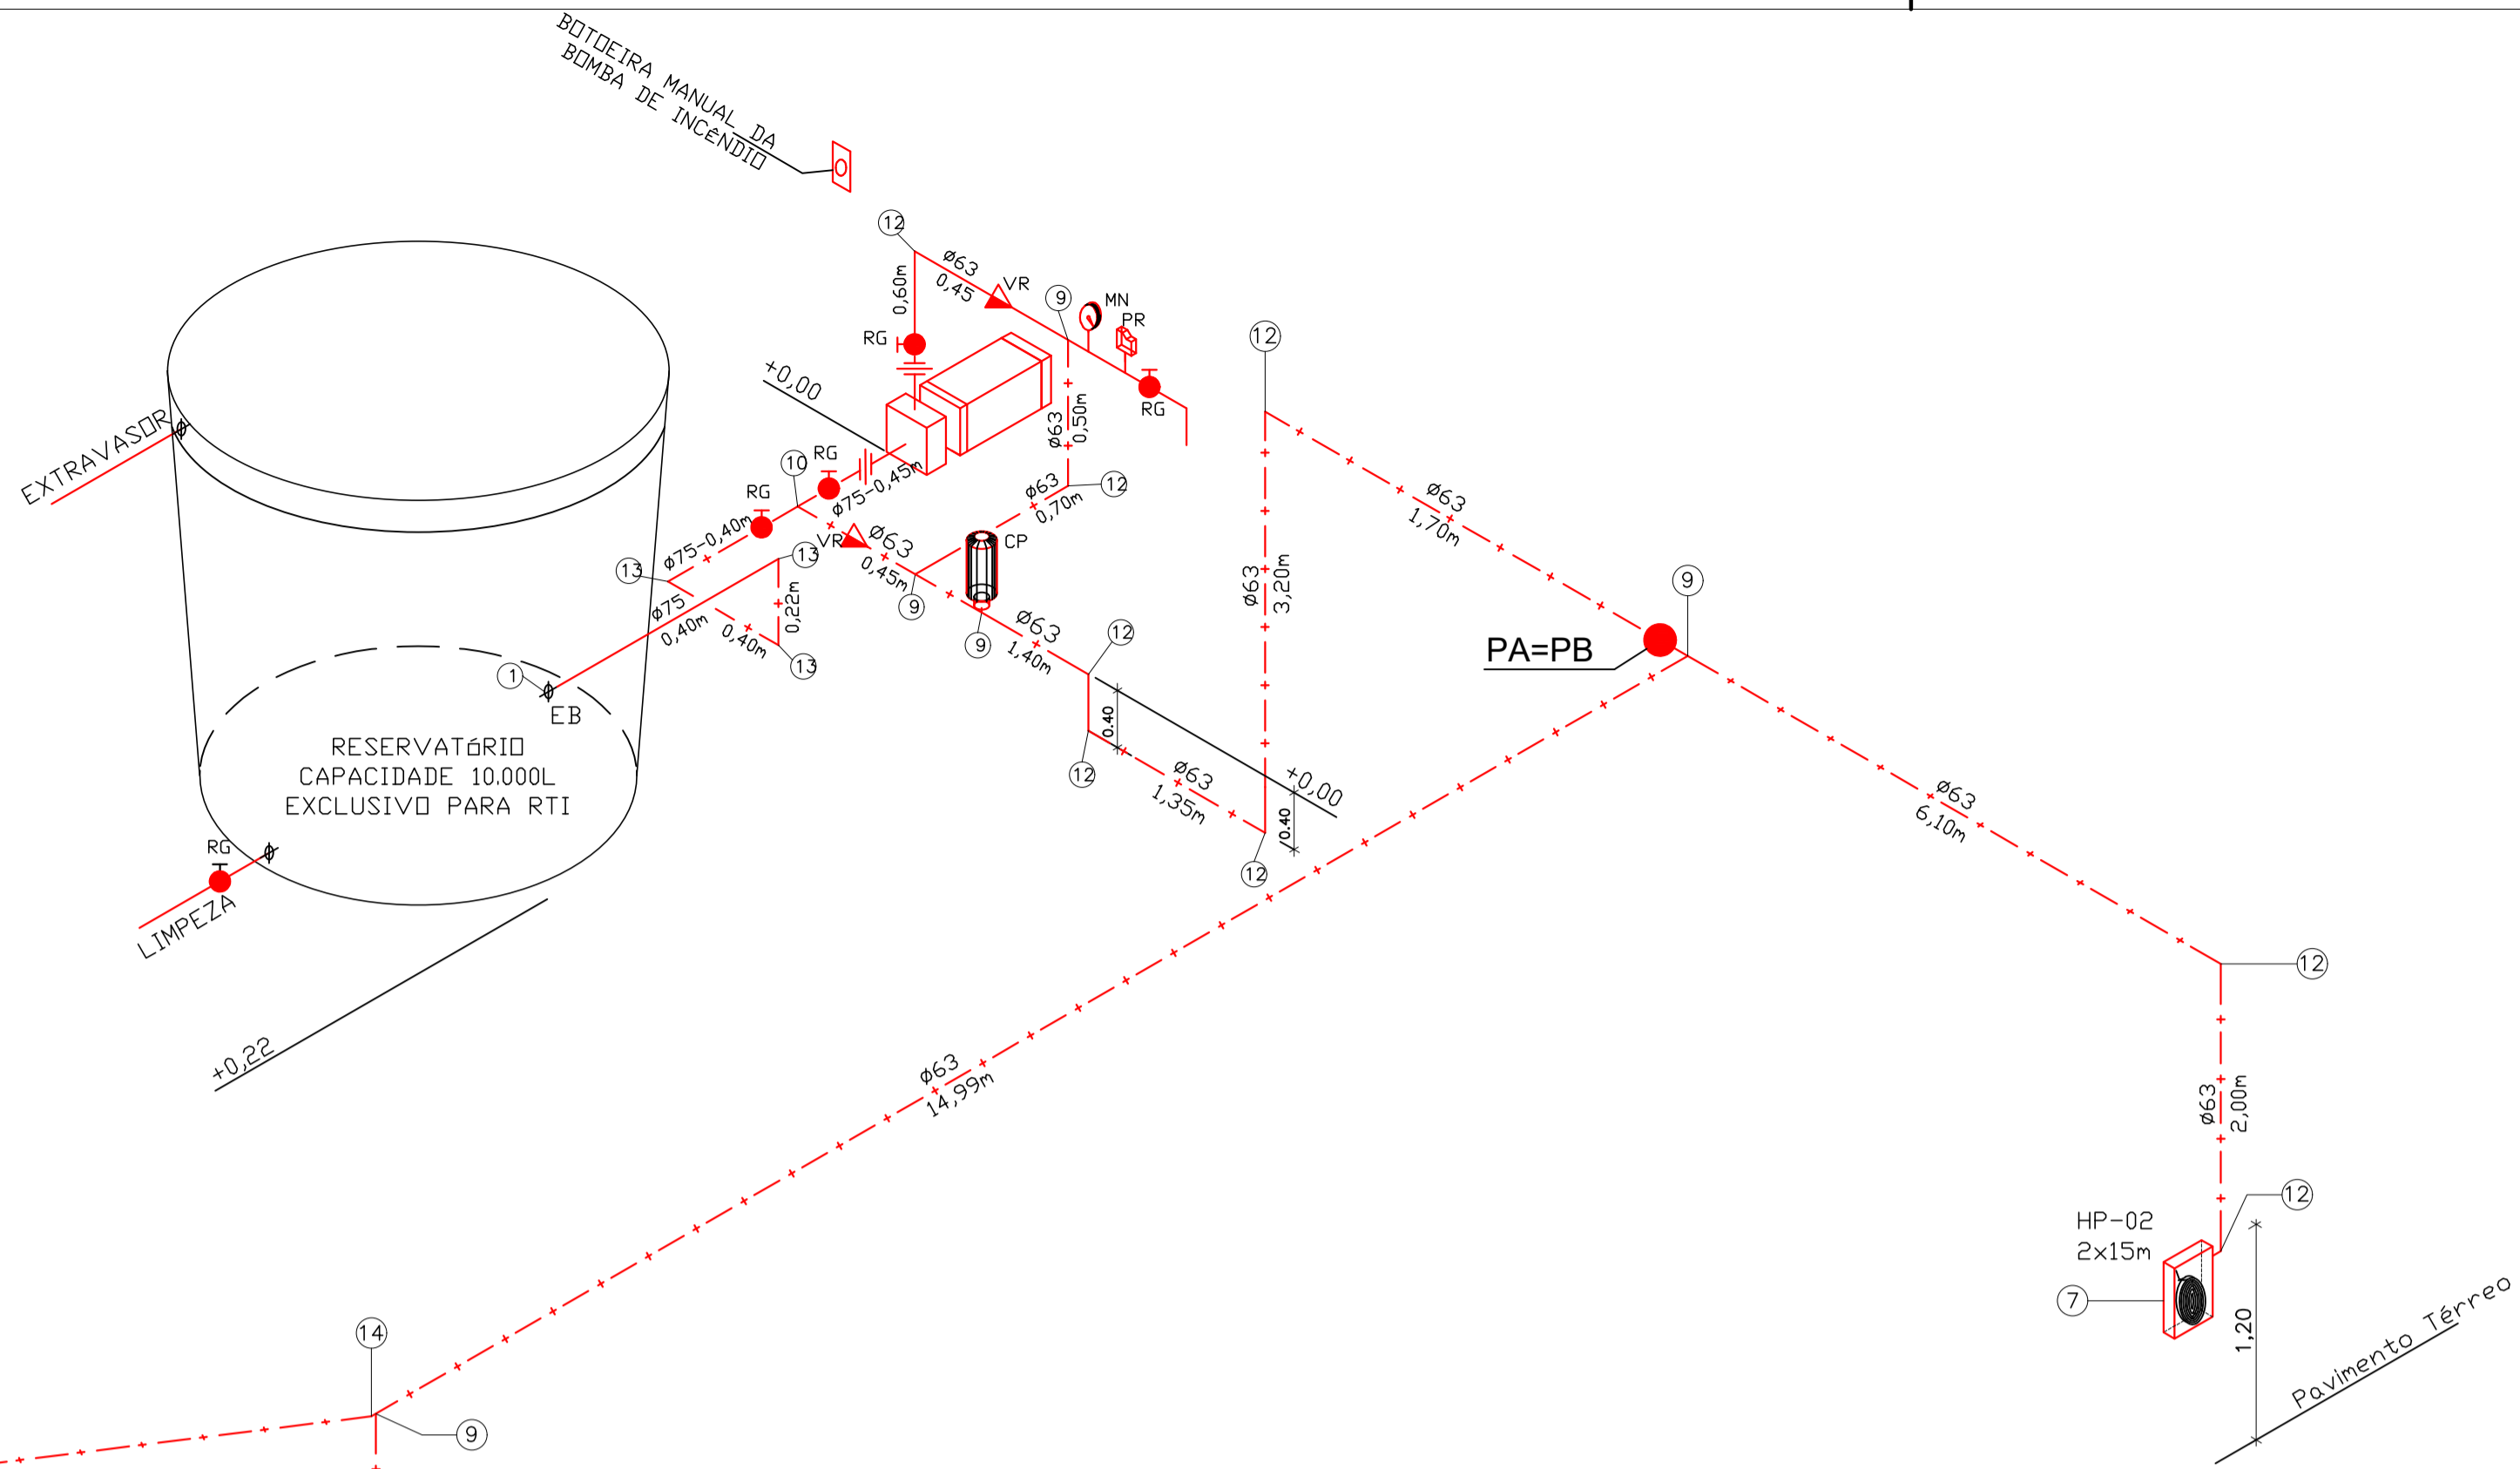 BOTOEIRA MANUAL DA
BOMBA DE INCÊNDIO
12
ø63
0,45
VR
0,60m
9
MN
PR
RG
RG
+0,00
12
ø63
0,50m
EXTRAVASOR
10
RG
RG
ø75-0,45m
12
ø63
0,70m
ø75-0,40m
VR
ø63
0,45m
CP
13
13
ø75
0,40m
0,40m
0,22m
13
9
9
ø63
1,40m
12
ø63
3,20m
ø63
1,70m
9
PA=PB
1
EB
RESERVATóRIO
CAPACIDADE 10.000L
EXCLUSIVO PARA RTI
0.40
12
ø63
1,35m
+0,00
0.40
12
ø63
6,10m
RG
LIMPEZA
+0,22
12
ø63
14,99m
ø63
2,00m
12
HP-02
2x15m
7
1,20
Pavimento Térreo
14
9